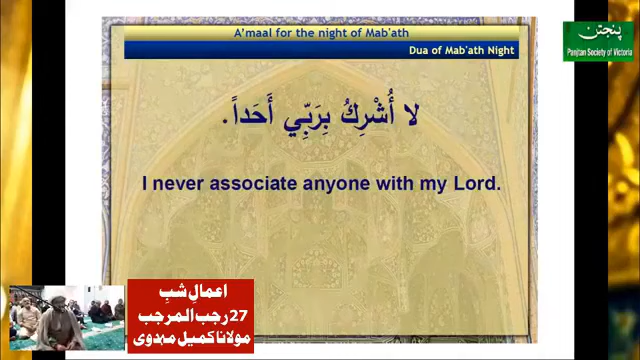 A'maal for the night of Mab'ath
Dua of Mab'ath Night
پنجتن
Panjtan Society of Victoria
لا أُشْرِكُ بِرَبِّي أَحَداً.
I never associate anyone with my Lord.
اعمالِ شبِ
27 رجب المرجب
مولانا کمیل مہدوی